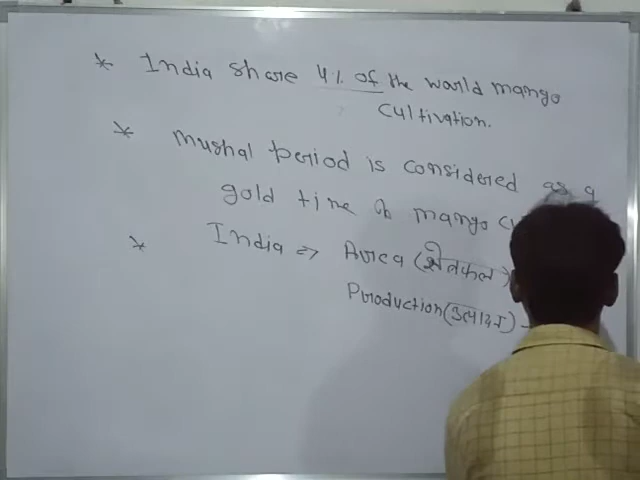 * India share 41. of the world mango
cultivation.
* Mushal period is considered as a
gold time of mango
* India => Area (क्षेत्रफल)
Production (उत्पादन) -